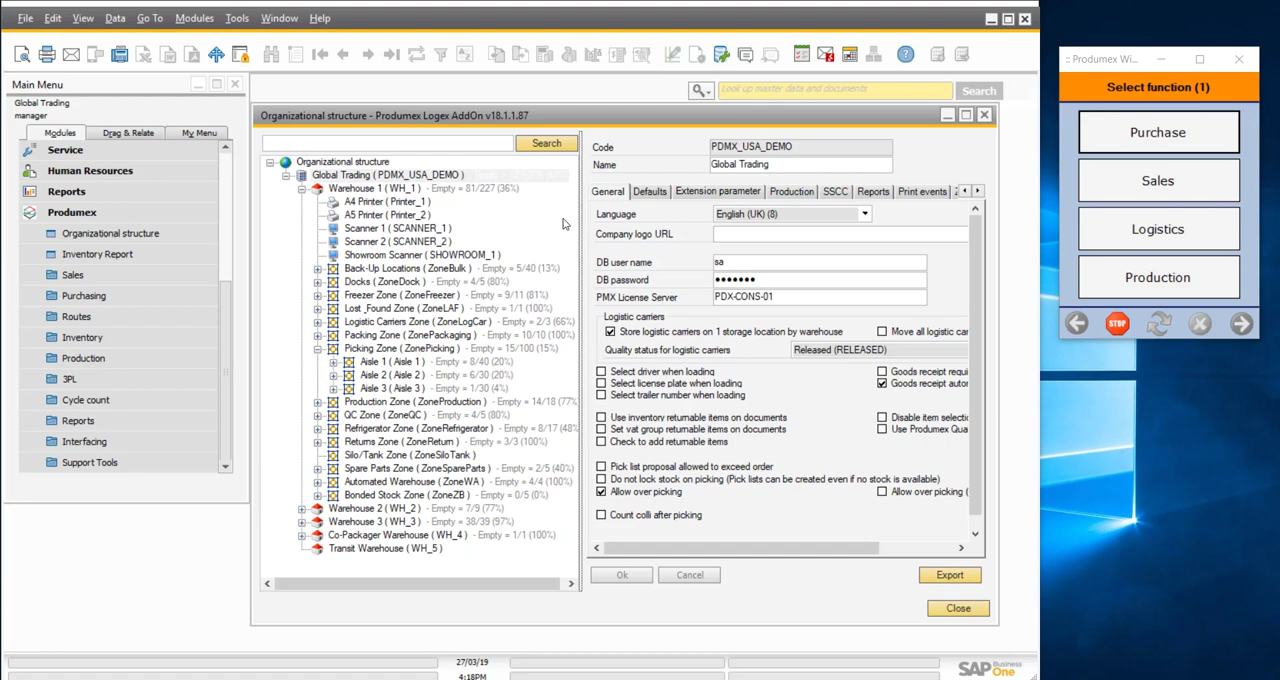 File Edit View Data Go To Modules Tools Window Help
Main Menu
Global Trading
manager
Modules Drag & Relate My Menu
Service
Human Resources
Reports
Produmex
Organizational structure
Inventory Report
Sales
Purchasing
Routes
Inventory
Production
3PL
Cycle count
Reports
Interfacing
Support Tools
Look up master data and documents
Search
Organizational structure - Produmex Logex AddOn v18.1.1.87
Search
Organizational structure
Global Trading ( PDMX_USA_DEMO )
Warehouse 1 ( WH_1 ) - Empty = 81/227 (36%)
A4 Printer ( Printer_1 )
A5 Printer ( Printer_2 )
Scanner 1 ( SCANNER_1 )
Scanner 2 ( SCANNER_2 )
Showroom Scanner ( SHOWROOM_1 )
Back-Up Locations ( ZoneBulk ) - Empty = 5/40 (13%)
Docks ( ZoneDock ) - Empty = 4/5 (80%)
Freezer Zone ( ZoneFreezer ) - Empty = 9/11 (81%)
Lost_Found Zone ( ZoneLAF ) - Empty = 1/1 (100%)
Logistic Carriers Zone ( ZoneLogCar ) - Empty = 2/3 (66%)
Packing Zone ( ZonePackaging ) - Empty = 10/10 (100%)
Picking Zone ( ZonePicking ) - Empty = 15/100 (15%)
Aisle 1 ( Aisle 1 ) - Empty = 8/40 (20%)
Aisle 2 ( Aisle 2 ) - Empty = 6/30 (20%)
Aisle 3 ( Aisle 3 ) - Empty = 1/30 (4%)
Production Zone ( ZoneProduction ) - Empty = 14/18 (77%
QC Zone ( ZoneQC ) - Empty = 4/5 (80%)
Refrigerator Zone ( ZoneRefrigerator ) - Empty = 17/35 (48%
Returns Zone ( ZoneReturn ) - Empty = 3/3 (100%)
Silo/Tank Zone ( ZoneSiloTank )
Spare Parts Zone ( ZoneSpareParts ) - Empty = 2/5 (40%)
Automated Warehouse ( ZoneWA ) - Empty = 4/4 (100%)
Bonded Stock Zone ( ZoneZB ) - Empty = 0/5 (0%)
Warehouse 2 ( WH_2 ) - Empty = 7/9 (77%)
Warehouse 3 ( WH_3 ) - Empty = 38/39 (97%)
Co-Packager Warehouse ( WH_4 ) - Empty = 1/1 (100%)
Transit Warehouse ( WH_5 )
Code PDMX_USA_DEMO
Name Global Trading
General Defaults Extension parameter Production SSCC Reports Print events
Language English (UK) (8)
Company logo URL
DB user name sa
DB password •••••••
PMX License Server PDX-CONS-01
Logistic carriers
Store logistic carriers on 1 storage location by warehouse Move all logistic car
Quality status for logistic carriers Released (RELEASED)
Select driver when loading Goods receipt requi
Select license plate when loading Goods receipt autor
Select trailer number when loading
Use inventory returnable items on documents Disable item selectio
Set vat group returnable items on documents Use Produmex Qua
Check to add returnable items
Pick list proposal allowed to exceed order
Do not lock stock on picking (Pick lists can be created even if no stock is available)
Allow over picking Allow over picking (
Count colli after picking
Ok Cancel Export
Close
27/03/19
4:18PM
SAP Business One
:: Produmex Wi...
Select function (1)
Purchase
Sales
Logistics
Production
STOP